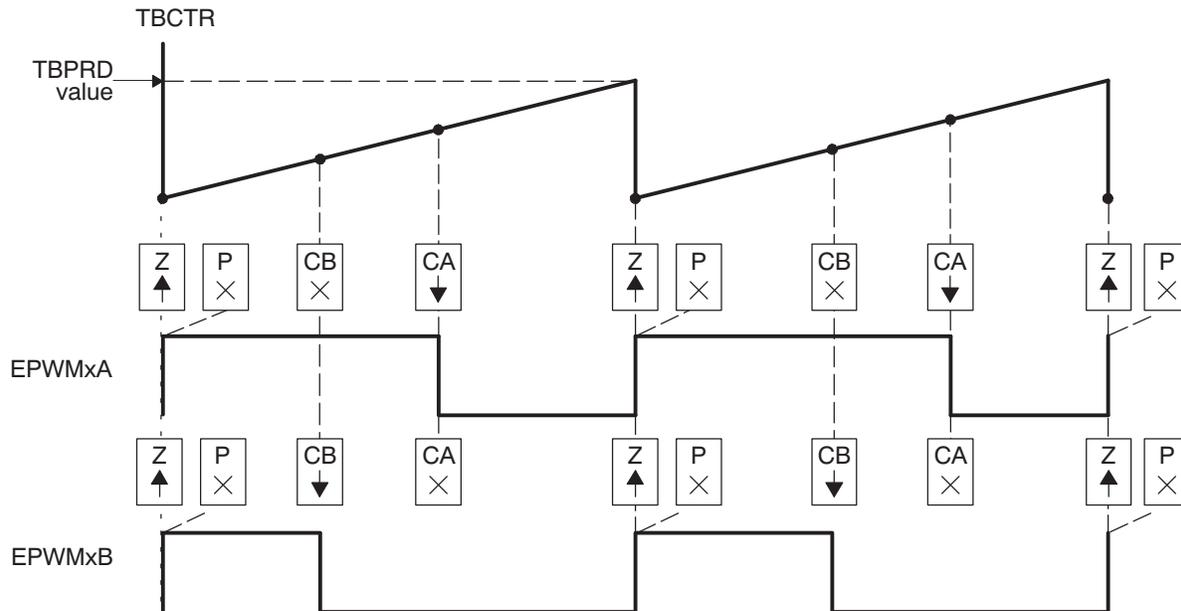 TBCTR
TBPRD
value
Z P CB CA Z P CB CA Z P
EPWMxA
Z P CB CA Z P CB CA Z P
EPWMxB